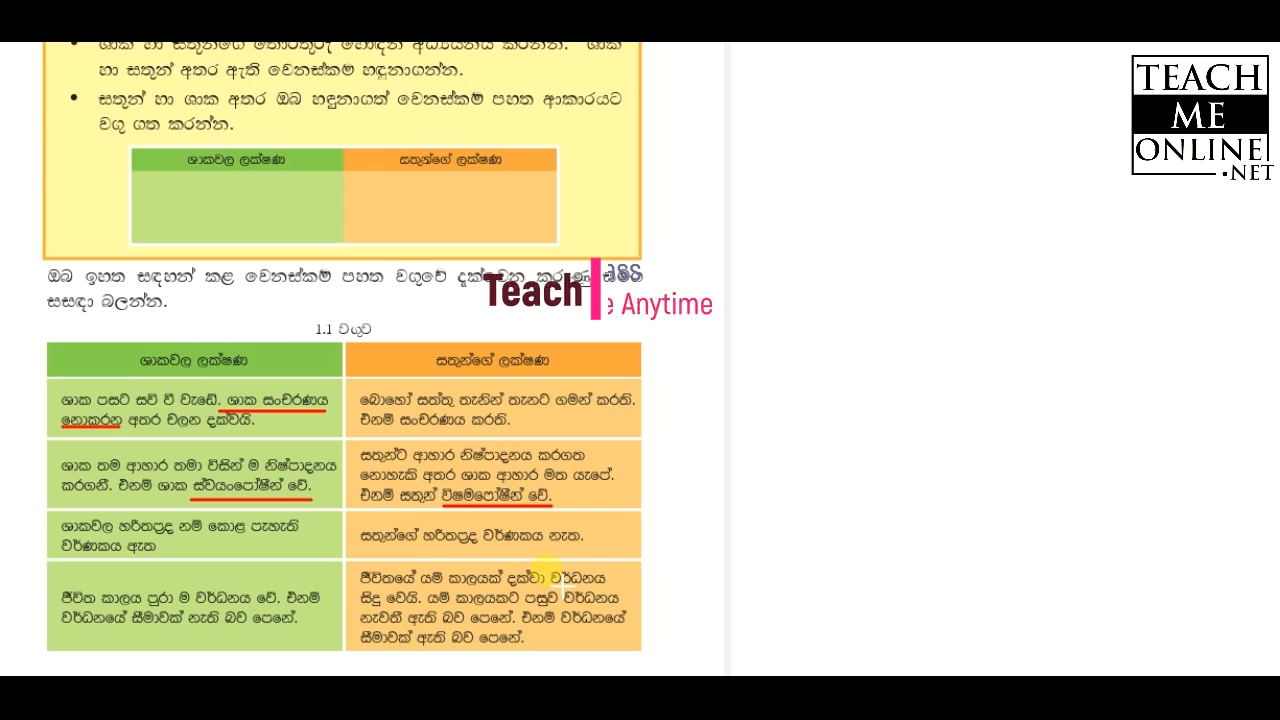 ශාක හා සතුන්ගේ තොරතුරු හොඳින් අධ්‍යයනය කරන්න. ශාක
හා සතුන් අතර ඇති වෙනස්කම් හඳුනාගන්න.
• සතුන් හා ශාක අතර ඔබ හඳුනාගත් වෙනස්කම් පහත ආකාරයට
වගු ගත කරන්න.
ශාකවල ලක්ෂණ
සතුන්ගේ ලක්ෂණ
ඔබ ඉහත සඳහන් කළ වෙනස්කම් පහත වගුවේ දැක්වෙන කරුණු
සසඳා බලන්න.
1.1 වගුව
ශාකවල ලක්ෂණ
සතුන්ගේ ලක්ෂණ
ශාක පසට සවි වී වැඩේ. ශාක සංචරණය
නොකරන අතර චලන දක්වයි.
බොහෝ සත්තු තැනින් තැනට ගමන් කරති.
එනම් සංචරණය කරති.
ශාක තම ආහාර තමා විසින් ම නිෂ්පාදනය
කරගනී. එනම් ශාක ස්වයංපෝෂීන් වේ.
සතුන්ට ආහාර නිෂ්පාදනය කරගත
නොහැකි අතර ශාක ආහාර මත යැපේ.
එනම් සතුන් විෂමපෝෂීන් වේ.
ශාකවල හරිතප්‍රද නම් කොළ පැහැති
වර්ණකය ඇත
සතුන්ගේ හරිතප්‍රද වර්ණකය නැත.
ජීවිත කාලය පුරා ම වර්ධනය වේ. එනම්
වර්ධනයේ සීමාවක් නැති බව පෙනේ.
ජීවිතයේ යම් කාලයක් දක්වා වර්ධනය
සිදු වෙයි. යම් කාලයකට පසුව වර්ධනය
නැවතී ඇති බව පෙනේ. එනම් වර්ධනයේ
සීමාවක් ඇති බව පෙනේ.
Teach
e Anytime
TEACH
ME
ONLINE
.NET